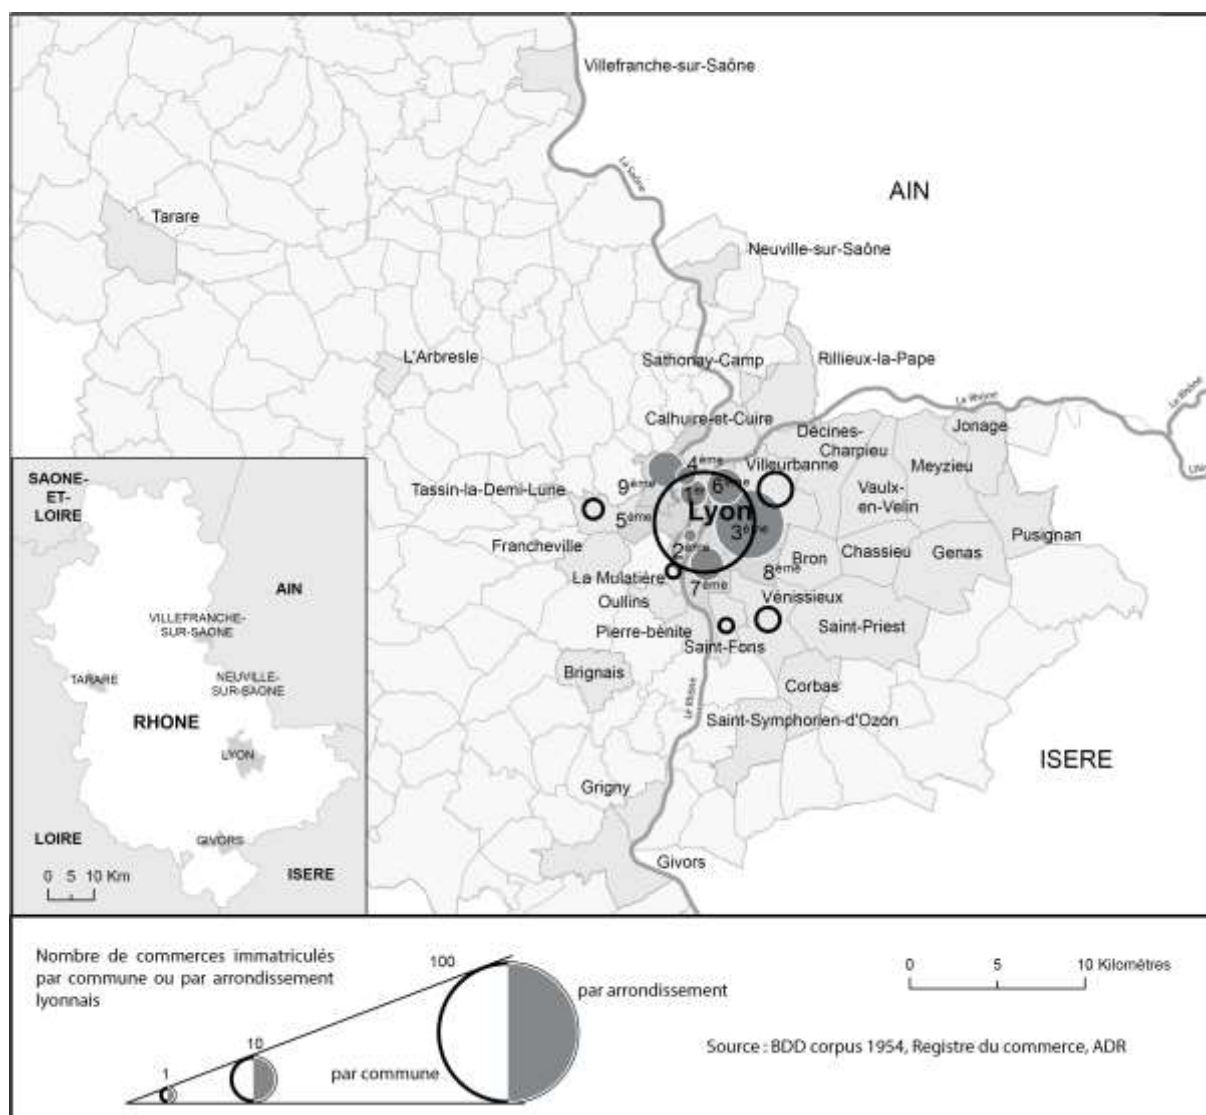 Villefranche-sur-Saône
La Saône
AIN
Tarare
Neuville-sur-Saône
L'Arbresle
Sathonay-Camp
Rillieux-la-Pape
Le Rhône
Le Rhône
Calhuire-et-Cuire
Décines-
Charpieu
Jonage
4ème
Villeurbanne
Meyzieu
Tassin-la-Demi-Lune
9ème
1er
6ème
Vaulx-
en-Velin
5ème
Lyon
3ème
Pusignan
Francheville
2ème
Bron
Chassieu
Genas
La Mulatière
7ème
8ème
Oullins
Vénissieux
Pierre-bénite
Saint-Fons
Saint-Priest
Brignais
Corbas
Le Rhône
Saint-Symphorien-d'Ozon
ISERE
Grigny
Givors
SAONE-
ET-
LOIRE
AIN
VILLEFRANCHE-
SUR-SAONE
TARARE
NEUVILLE-
SUR-SAONE
RHONE
LYON
LOIRE
GIVORS
ISERE
0 5 10 Km
Nombre de commerces immatriculés
par commune ou par arrondissement
lyonnais
100
par arrondissement
10
1
par commune
0 5 10 Kilomètres
Source : BDD corpus 1954, Registre du commerce, ADR